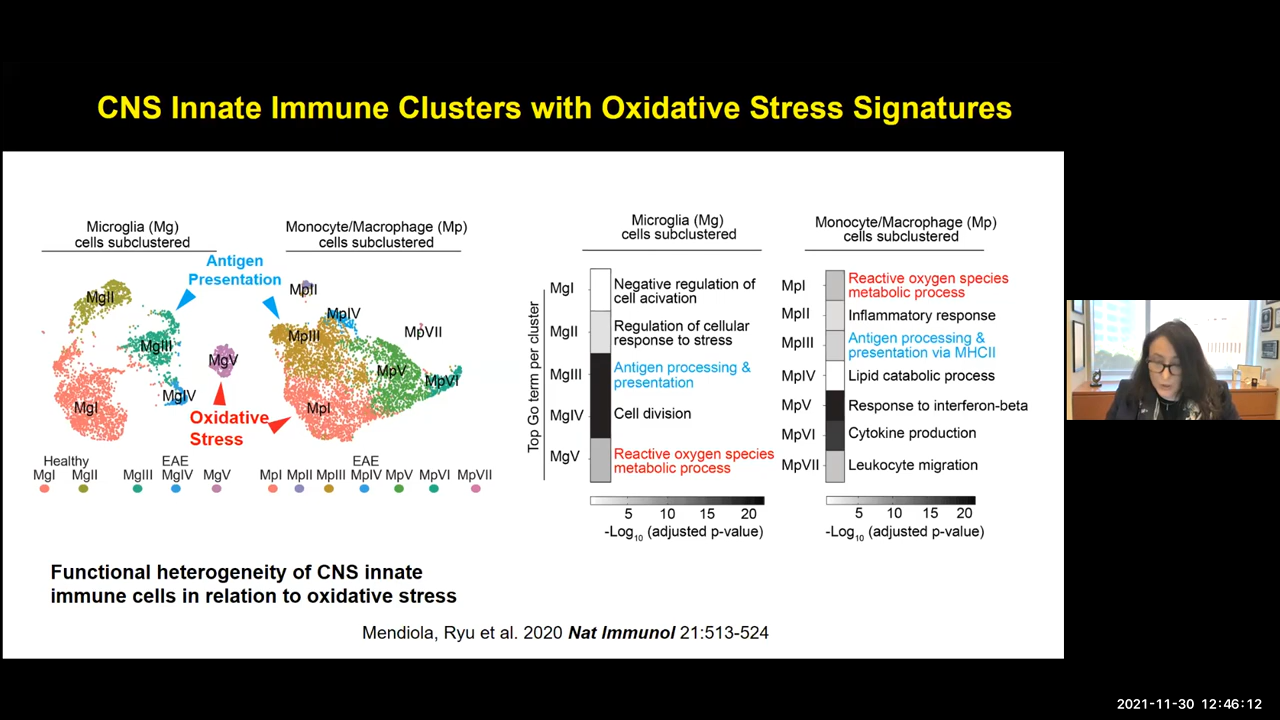 CNS Innate Immune Clusters with Oxidative Stress Signatures
Microglia (Mg)
cells subclustered
Monocyte/Macrophage (Mp)
cells subclustered
Antigen
Presentation
MgII
MgIII
MgV
MgIV
MgI
MpII
MpIV
MpIII
MpVII
MpV
MpVI
MpI
Oxidative
Stress
Healthy
MgI MgII
EAE
MgIII MgIV MgV
EAE
MpI MpII MpIII MpIV MpV MpVI MpVII
Microglia (Mg)
cells subclustered
Top Go term per cluster
MgI
Negative regulation of
cell acivation
MgII
Regulation of cellular
response to stress
MgIII
Antigen processing &
presentation
MgIV
Cell division
MgV
Reactive oxygen species
metabolic process
5 10 15 20
-Log10 (adjusted p-value)
Monocyte/Macrophage (Mp)
cells subclustered
MpI
Reactive oxygen species
metabolic process
MpII
Inflammatory response
MpIII
Antigen processing &
presentation via MHCII
MpIV
Lipid catabolic process
MpV
Response to interferon-beta
MpVI
Cytokine production
MpVII
Leukocyte migration
5 10 15 20
-Log10 (adjusted p-value)
Functional heterogeneity of CNS innate
immune cells in relation to oxidative stress
Mendiola, Ryu et al. 2020 Nat Immunol 21:513-524
2021-11-30 12:46:12